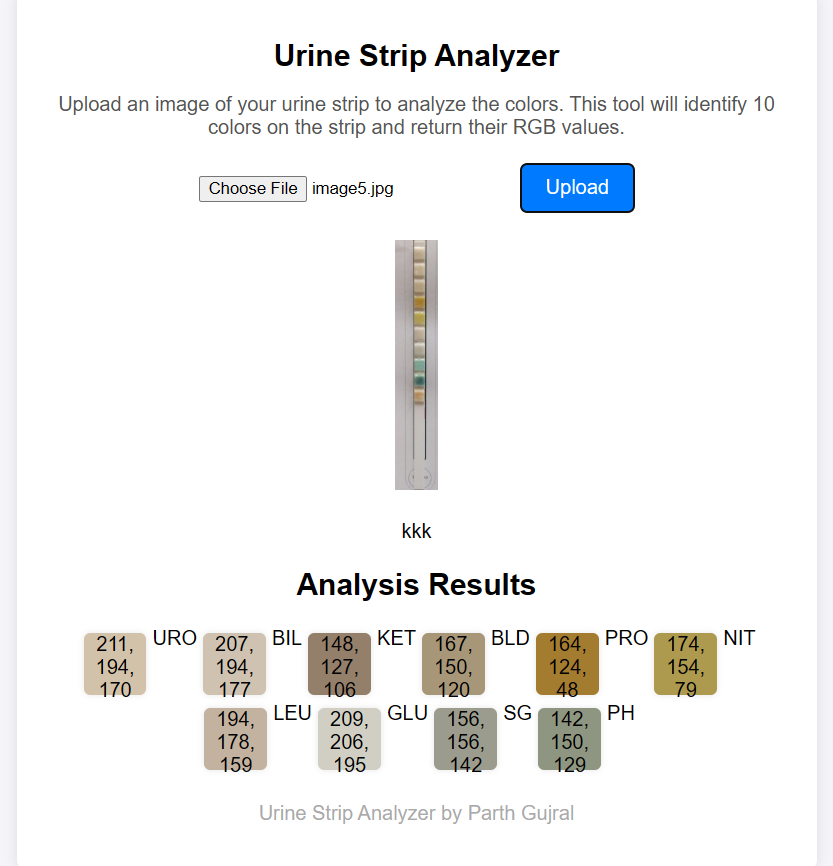 Urine Strip Analyzer
Upload an image of your urine strip to analyze the colors. This tool will identify 10
colors on the strip and return their RGB values.
Choose File image5.jpg
Upload
kkk
Analysis Results
211, 194, 170 URO 207, 194, 177 BIL 148, 127, 106 KET 167, 150, 120 BLD 164, 124, 48 PRO 174, 154, 79 NIT
194, 178, 159 LEU 209, 206, 195 GLU 156, 156, 142 SG 142, 150, 129 PH
Urine Strip Analyzer by Parth Gujral